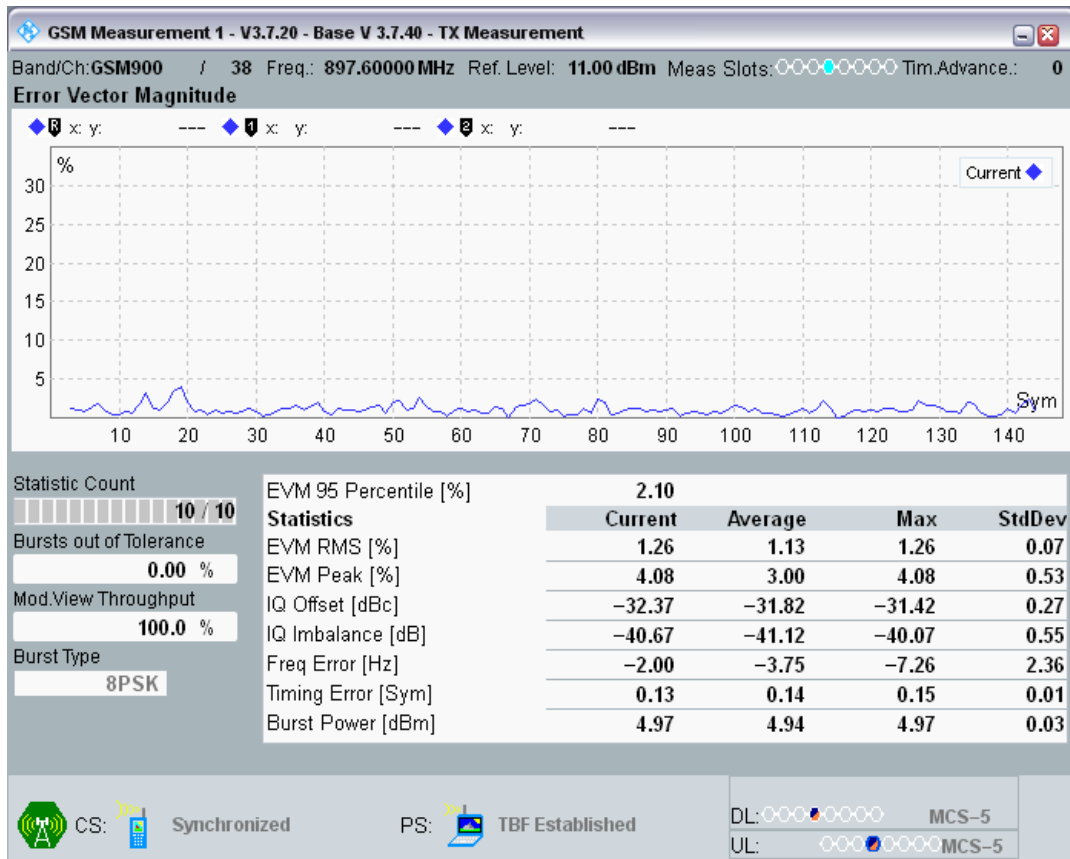 GSM Measurement 1 - V3.7.20 - Base V 3.7.40 - TX Measurement
Band/Ch:GSM900 / 38 Freq.: 897.60000 MHz Ref. Level: 11.00 dBm Meas Slots: Tim.Advance.: 0
Error Vector Magnitude
R x: y: --- 1 x: y: --- 2 x: y: ---
%
Current
30
25
20
15
10
5
Sym
10 20 30 40 50 60 70 80 90 100 110 120 130 140
Statistic Count
10 / 10
Bursts out of Tolerance
0.00 %
Mod.View Throughput
100.0 %
Burst Type
8PSK
EVM 95 Percentile [%] 2.10
Statistics Current Average Max StdDev
EVM RMS [%] 1.26 1.13 1.26 0.07
EVM Peak [%] 4.08 3.00 4.08 0.53
IQ Offset [dBc] −32.37 −31.82 −31.42 0.27
IQ Imbalance [dB] −40.67 −41.12 −40.07 0.55
Freq Error [Hz] −2.00 −3.75 −7.26 2.36
Timing Error [Sym] 0.13 0.14 0.15 0.01
Burst Power [dBm] 4.97 4.94 4.97 0.03
CS: Synchronized PS: TBF Established
DL: MCS−5
UL: MCS−5